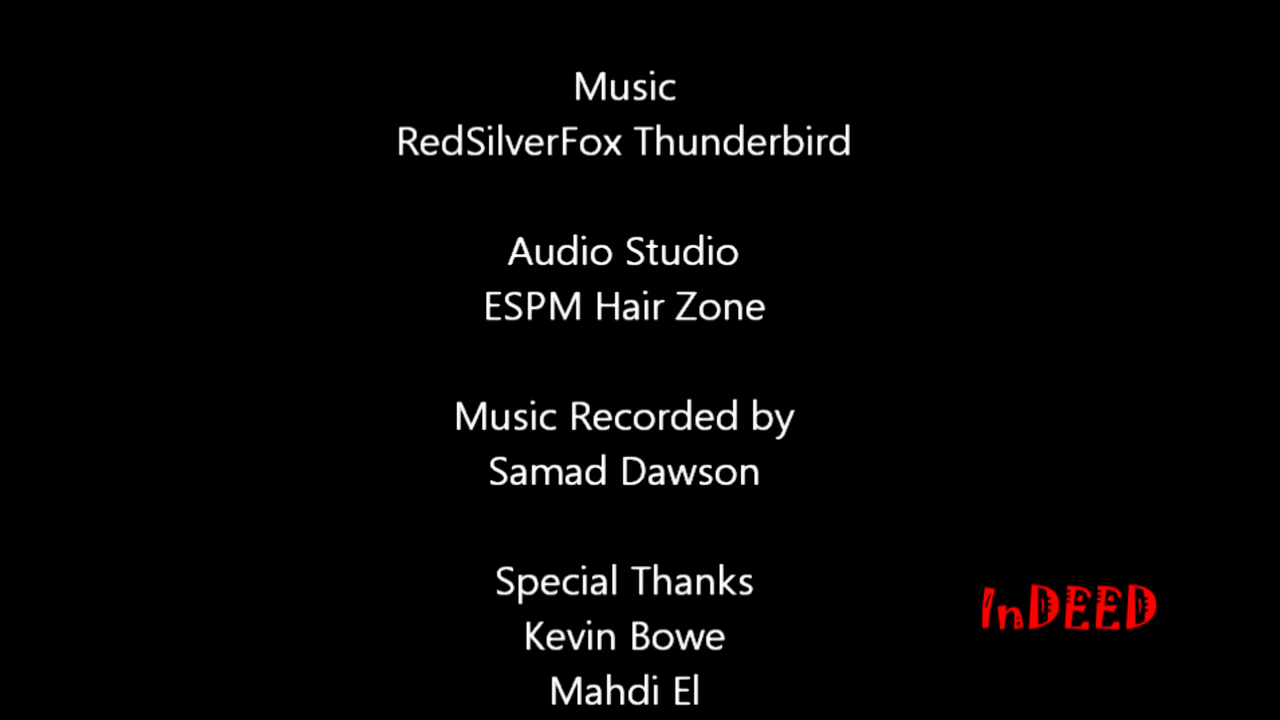 Music
RedSilverFox Thunderbird
Audio Studio
ESPM Hair Zone
Music Recorded by
Samad Dawson
Special Thanks
Kevin Bowe
Mahdi El
InDEED